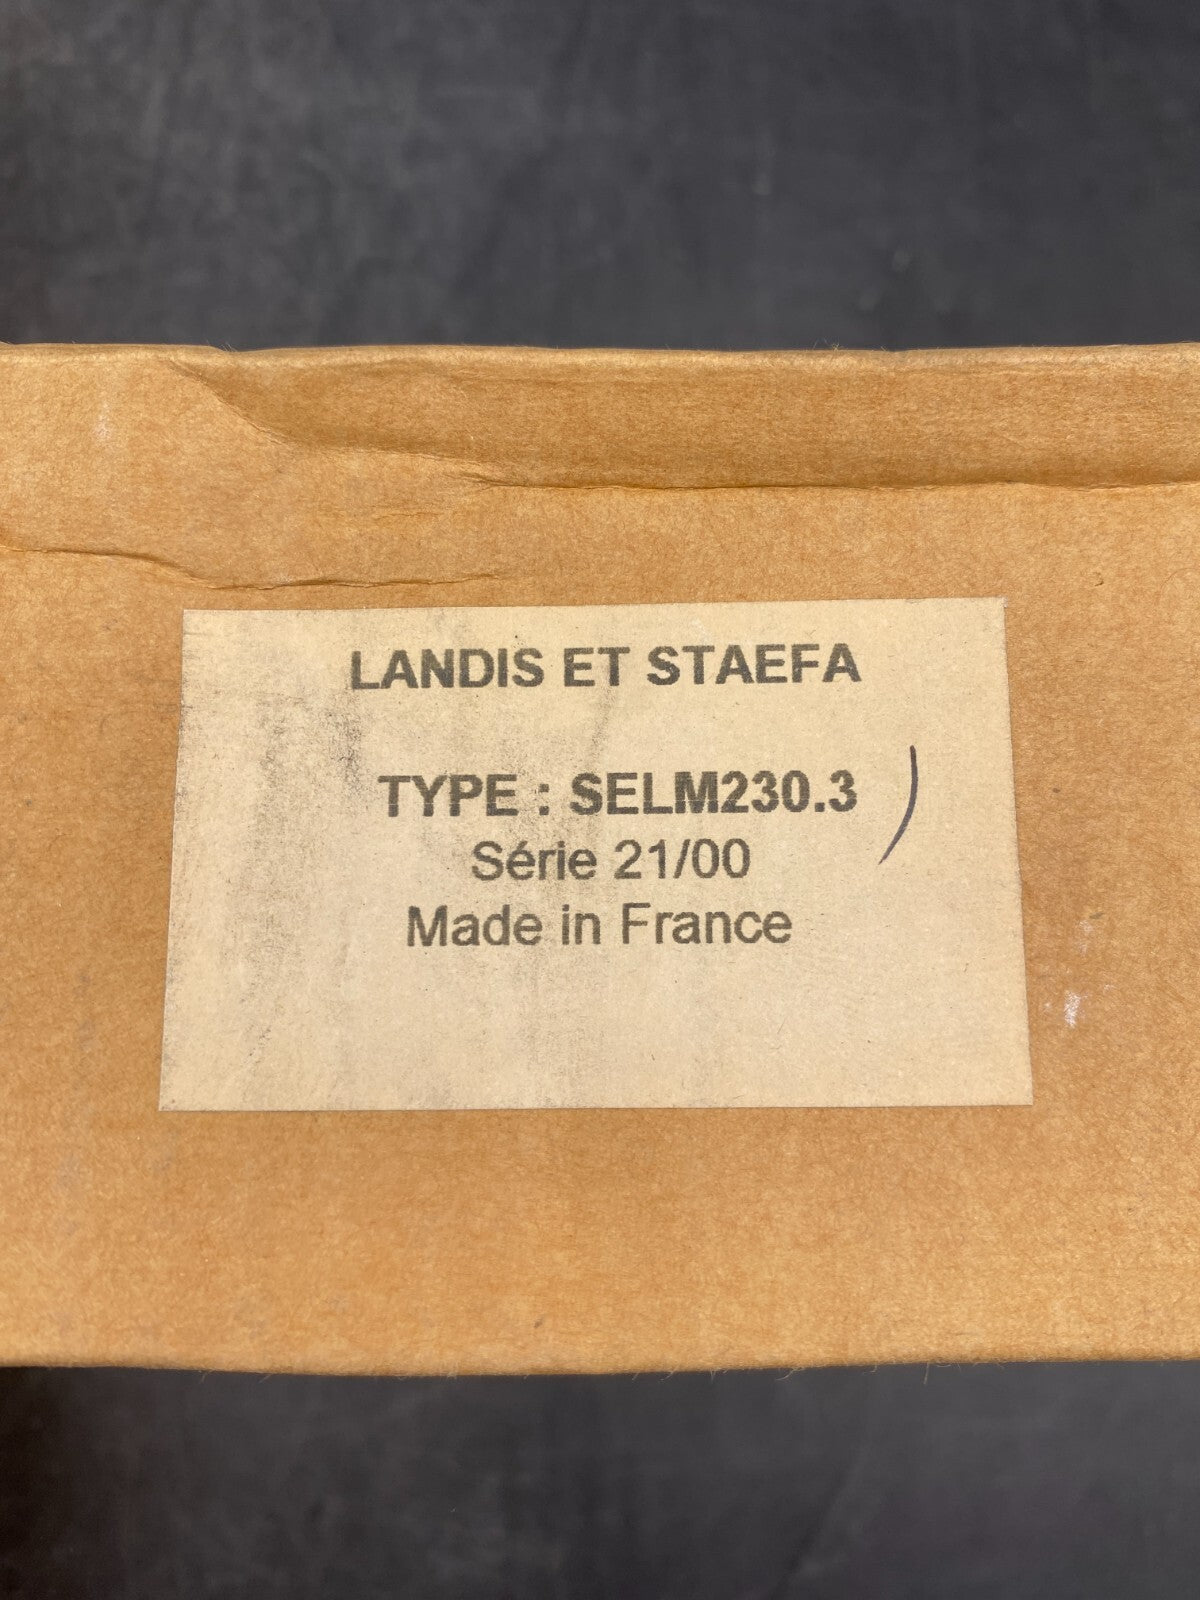 LANDIS ET STAEFA
TYPE : SELM230.3
Série 21/00
Made in France